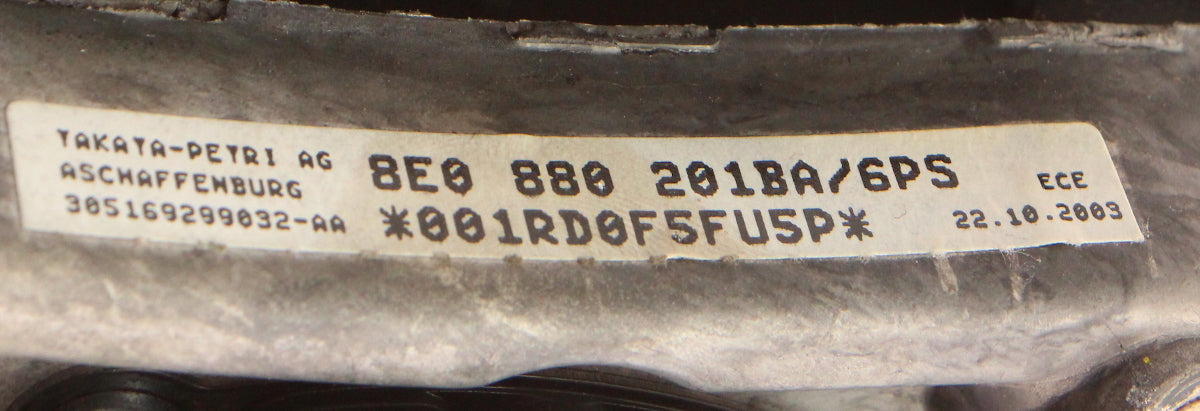 TAKATA-PETRI AG
ASCHAFFENBURG
305169299032-AA
8E0 880 201BA/6PS
*001RD0F5FU5P*
ECE
22.10.2003